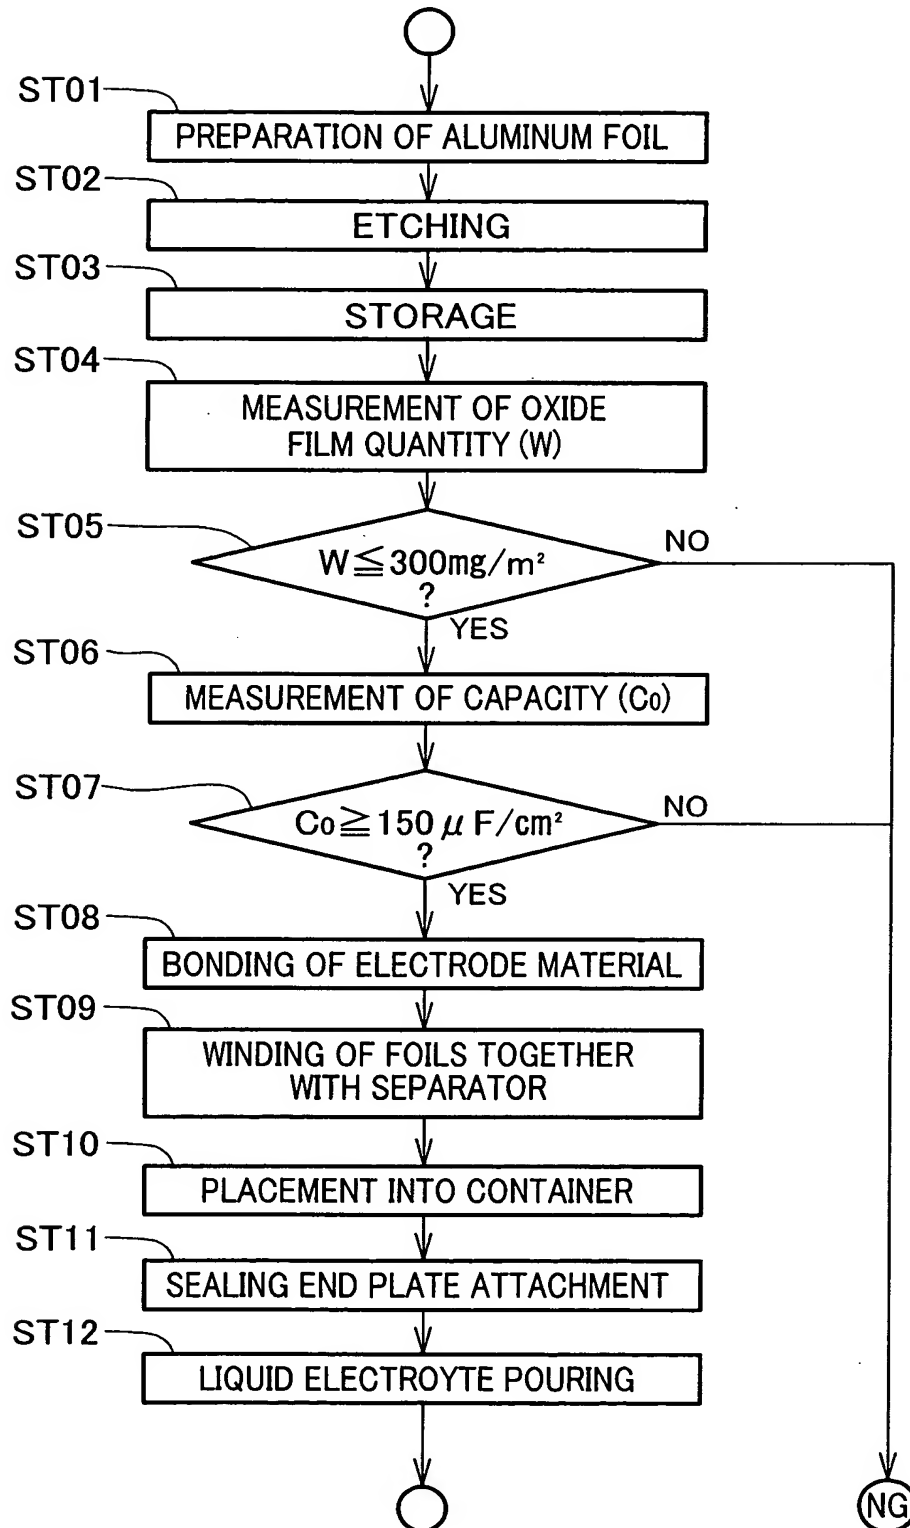 ST01
PREPARATION OF ALUMINUM FOIL
ST02
ETCHING
ST03
STORAGE
ST04
MEASUREMENT OF OXIDE
FILM QUANTITY (W)
ST05
W≦300mg/m²
?
NO
YES
ST06
MEASUREMENT OF CAPACITY (Co)
ST07
Co≧150μF/cm²
?
NO
YES
ST08
BONDING OF ELECTRODE MATERIAL
ST09
WINDING OF FOILS TOGETHER
WITH SEPARATOR
ST10
PLACEMENT INTO CONTAINER
ST11
SEALING END PLATE ATTACHMENT
ST12
LIQUID ELECTROYTE POURING
NG